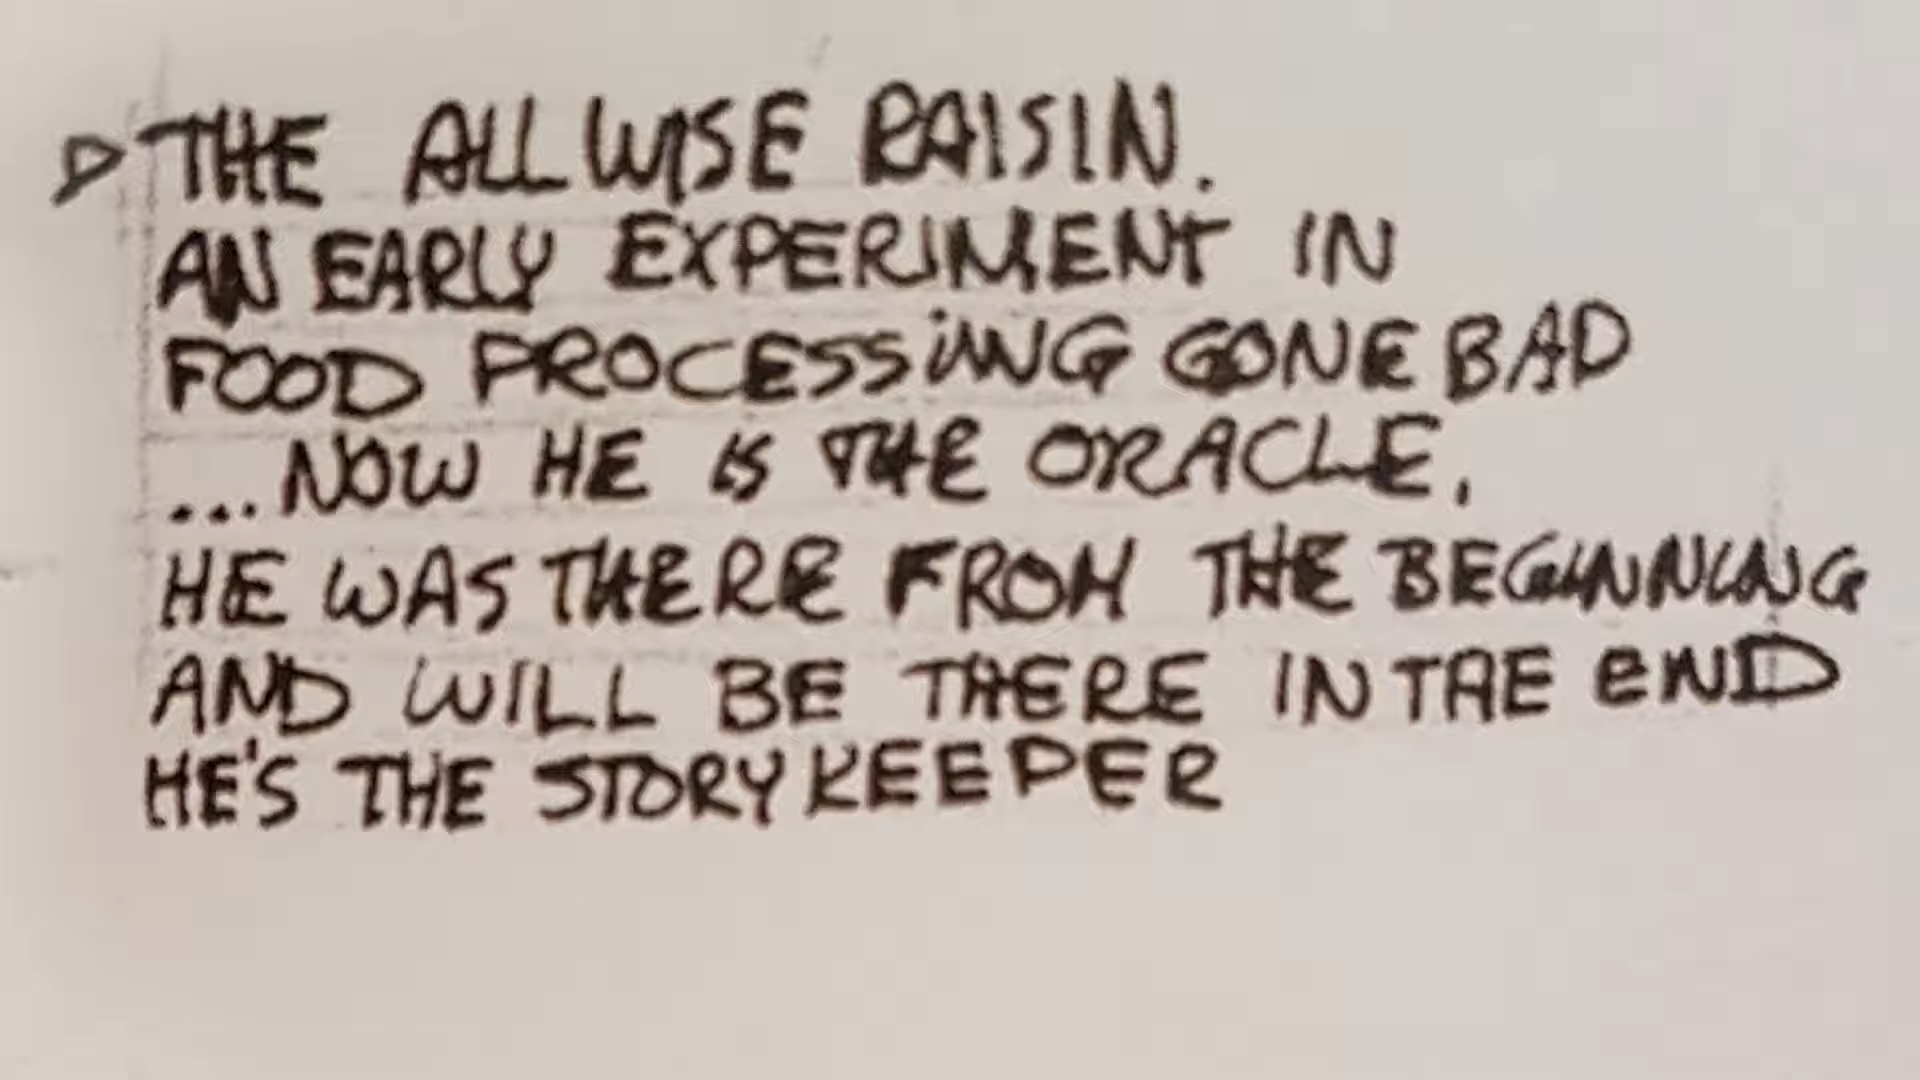 ▷ THE ALL WISE RAISIN.
AN EARLY EXPERIMENT IN
FOOD PROCESSING GONE BAD
...NOW HE IS THE ORACLE.
HE WAS THERE FROM THE BEGINNING
AND WILL BE THERE IN THE END
HE'S THE STORY KEEPER